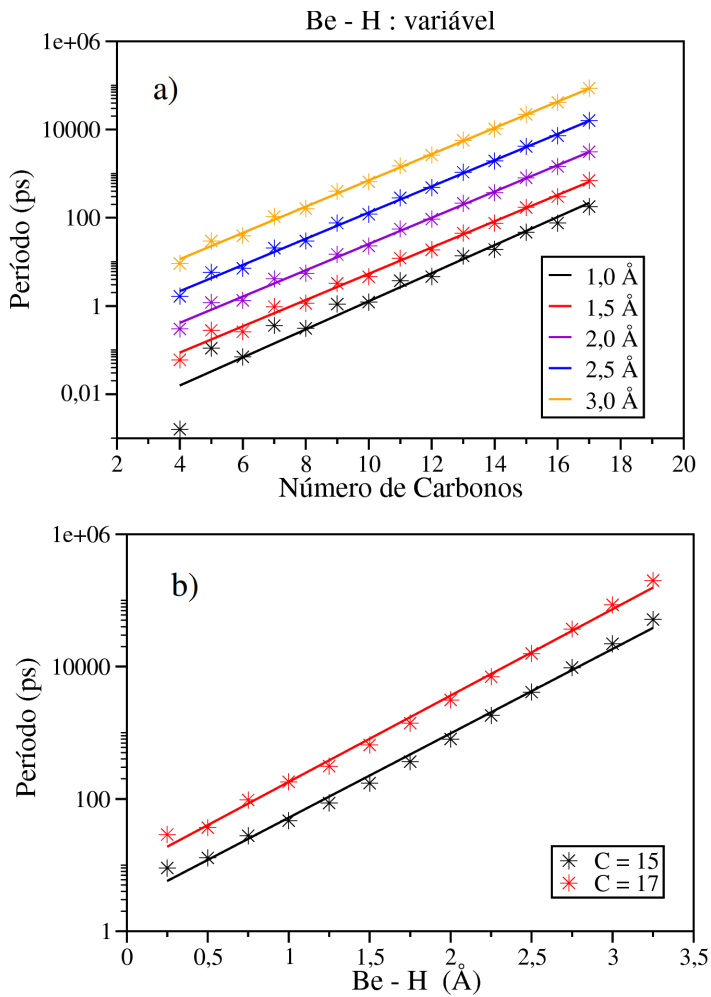 Be - H : variável
a)
Período (ps)
1e+06
10000
100
1
0,01
1,0 Å
1,5 Å
2,0 Å
2,5 Å
3,0 Å
2 4 6 8 10 12 14 16 18 20
Número de Carbonos
b)
Período (ps)
1e+06
10000
100
1
C = 15
C = 17
0 0,5 1 1,5 2 2,5 3 3,5
Be - H (Å)